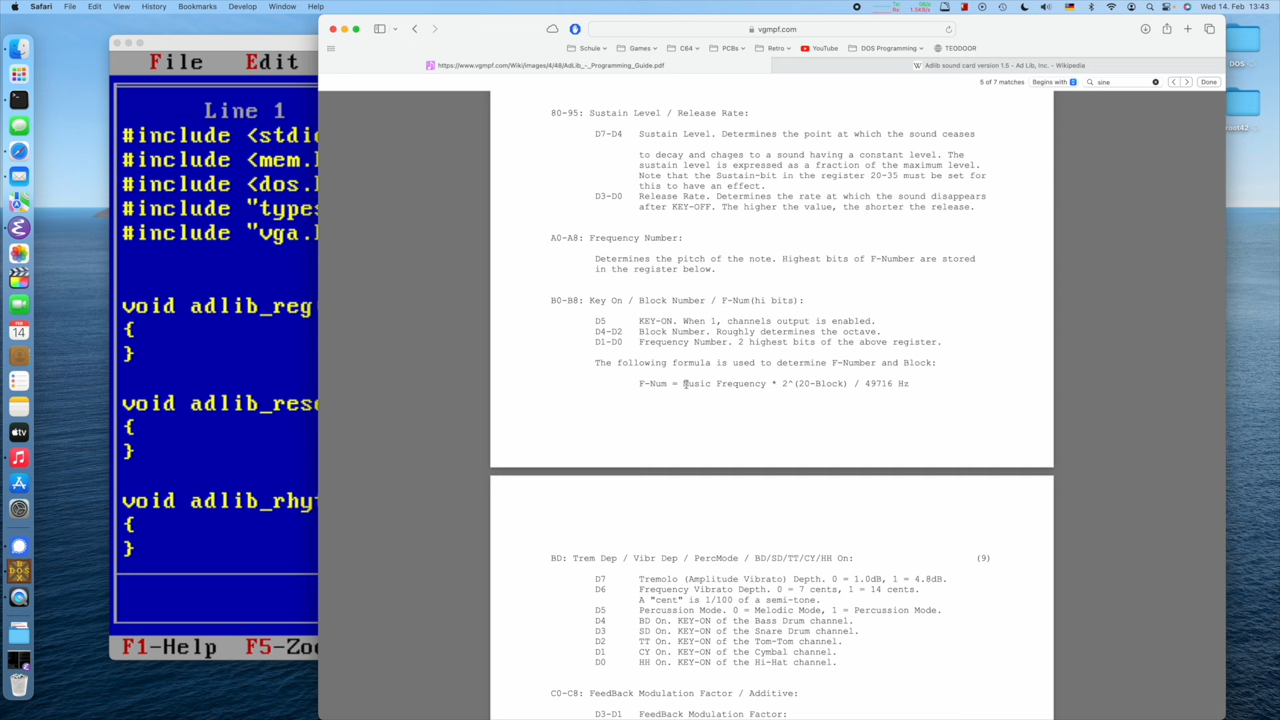 Safari File Edit View History Bookmarks Develop Window Help Wed 14. Feb 13:43
vgmpf.com
Schule Games C64 PCBs Retro YouTube DOS Programming TEODOOR
https://www.vgmpf.com/Wiki/images/4/48/AdLib_-_Programming_Guide.pdf Adlib sound card version 1.5 - Ad Lib, Inc. - Wikipedia
5 of 7 matches Begins with sine Done
File Edit
Line 1
#include <stdi
#include <mem.
#include <dos.
#include "types
#include "vga.
void adlib_reg
{
}
void adlib_res
{
}
void adlib_rhy
{
}
F1-Help F5-Zo
80-95: Sustain Level / Release Rate:
D7-D4 Sustain Level. Determines the point at which the sound ceases
to decay and chages to a sound having a constant level. The
sustain level is expressed as a fraction of the maximum level.
Note that the Sustain-bit in the register 20-35 must be set for
this to have an effect.
D3-D0 Release Rate. Determines the rate at which the sound disappears
after KEY-OFF. The higher the value, the shorter the release.
A0-A8: Frequency Number:
Determines the pitch of the note. Highest bits of F-Number are stored
in the register below.
B0-B8: Key On / Block Number / F-Num(hi bits):
D5 KEY-ON. When 1, channels output is enabled.
D4-D2 Block Number. Roughly determines the octave.
D1-D0 Frequency Number. 2 highest bits of the above register.
The following formula is used to determine F-Number and Block:
F-Num = Music Frequency * 2^(20-Block) / 49716 Hz
BD: Trem Dep / Vibr Dep / PercMode / BD/SD/TT/CY/HH On: (9)
D7 Tremolo (Amplitude Vibrato) Depth. 0 = 1.0dB, 1 = 4.8dB.
D6 Frequency Vibrato Depth. 0 = 7 cents, 1 = 14 cents.
A "cent" is 1/100 of a semi-tone.
D5 Percussion Mode. 0 = Melodic Mode, 1 = Percussion Mode.
D4 BD On. KEY-ON of the Bass Drum channel.
D3 SD On. KEY-ON of the Snare Drum channel.
D2 TT On. KEY-ON of the Tom-Tom channel.
D1 CY On. KEY-ON of the Cymbal channel.
D0 HH On. KEY-ON of the Hi-Hat channel.
C0-C8: FeedBack Modulation Factor / Additive:
D3-D1 FeedBack Modulation Factor:
DOS
root42